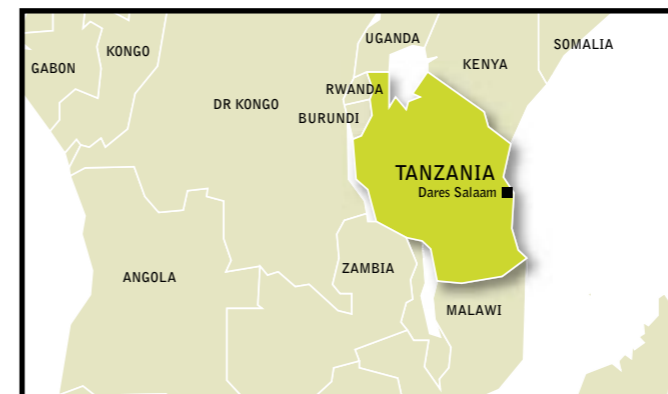 UGANDA
SOMALIA
KONGO
GABON
KENYA
RWANDA
DR KONGO
BURUNDI
TANZANIA
Dares Salaam
ANGOLA
ZAMBIA
MALAWI